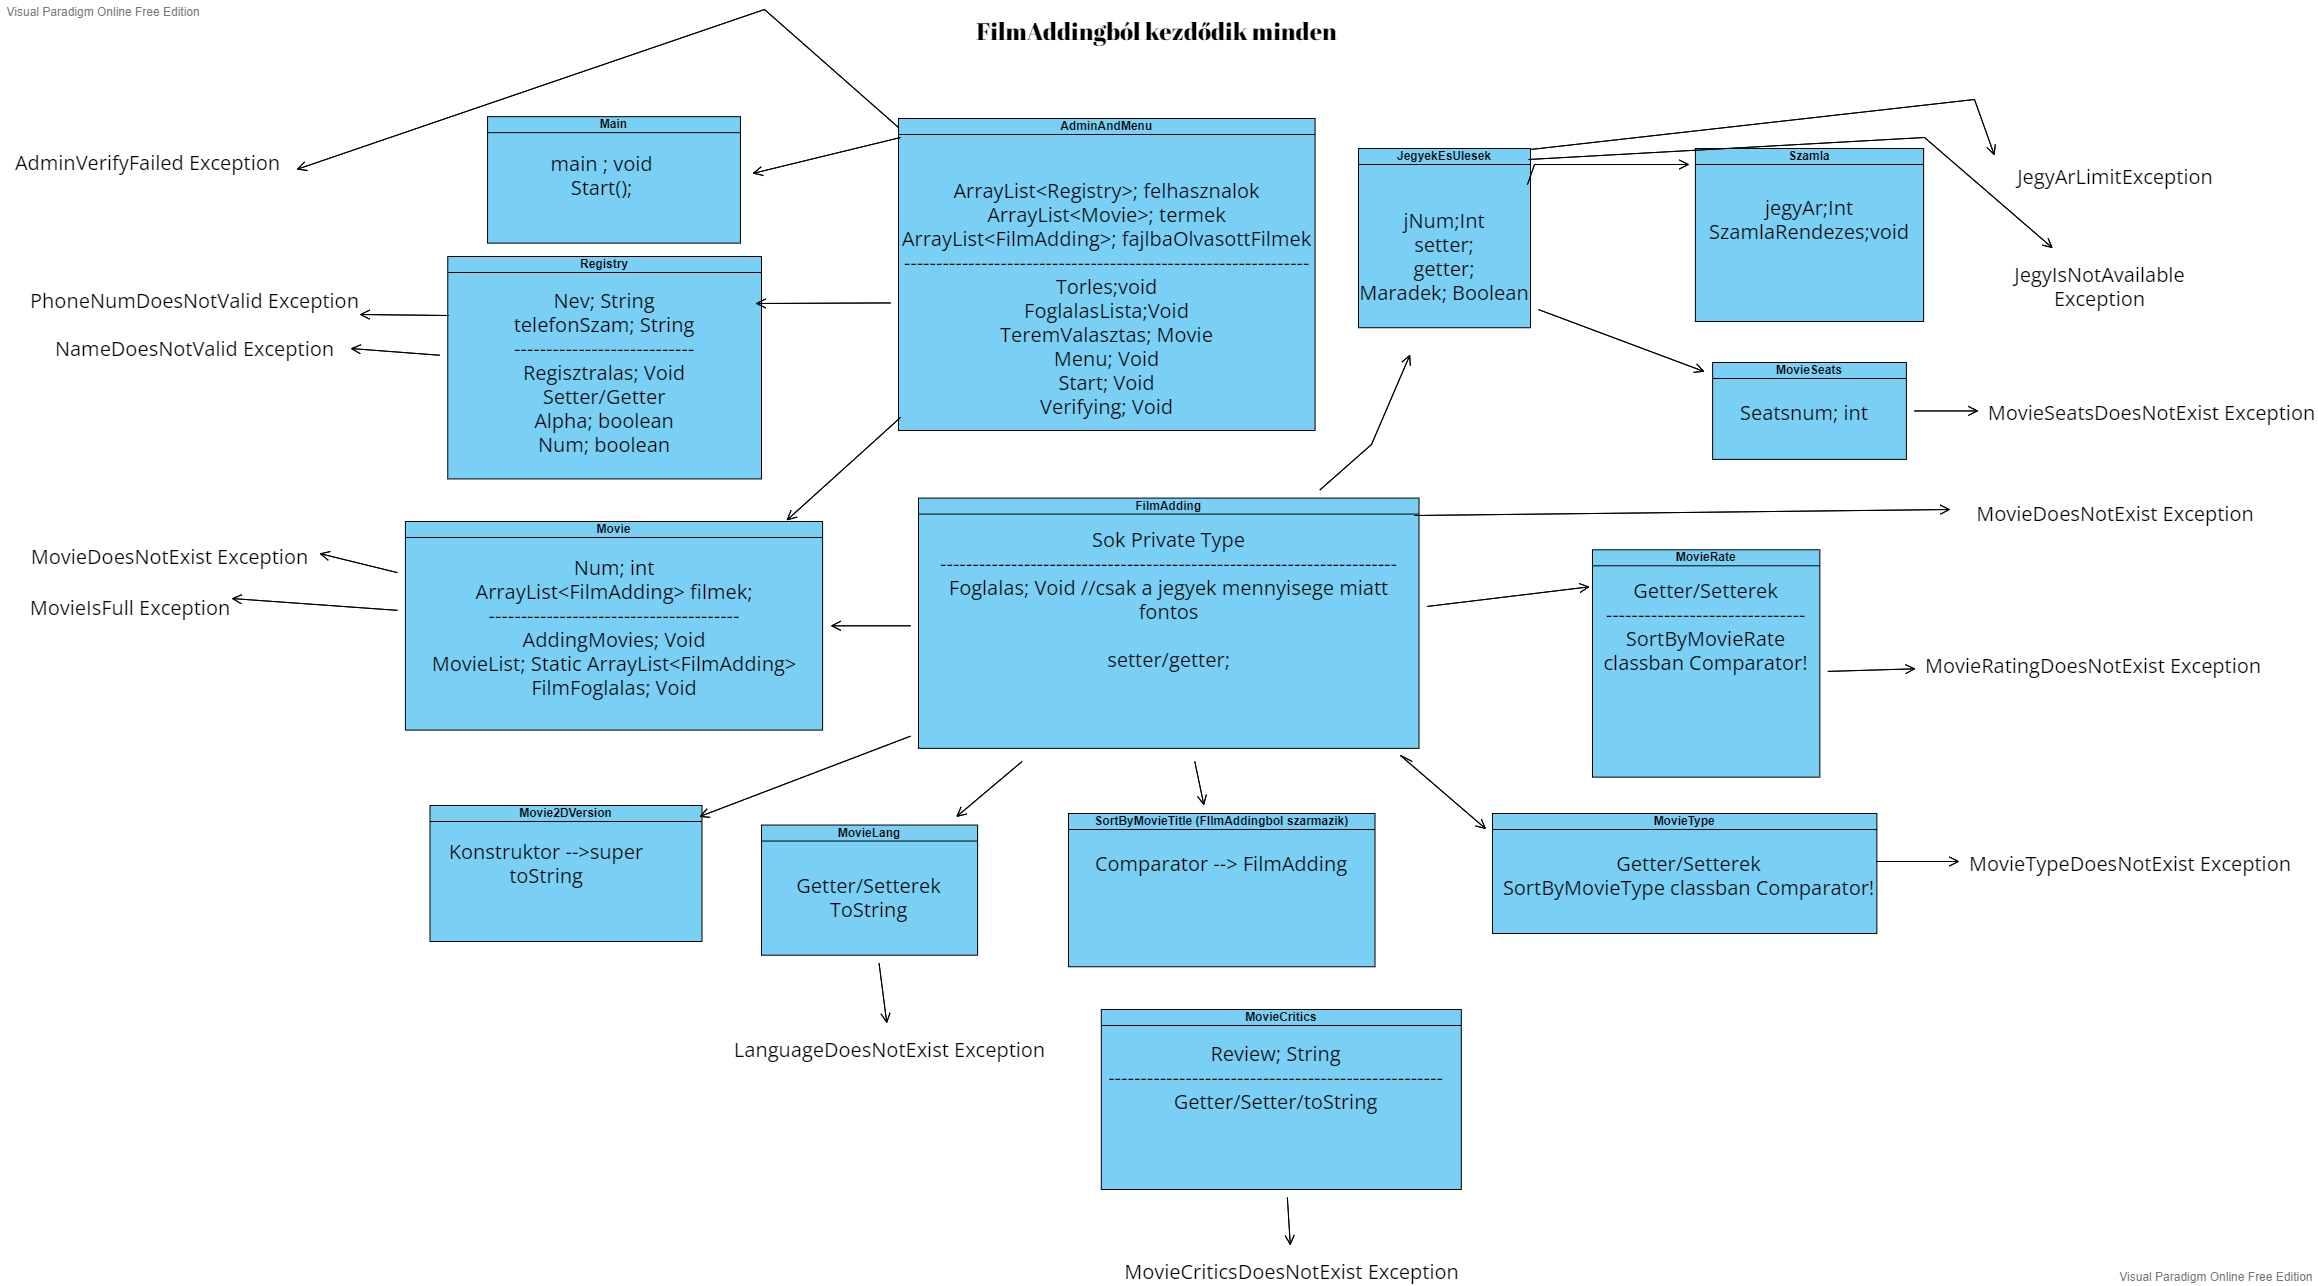 Visual Paradigm Online Free Edition
FilmAddingból kezdődik minden
AdminVerifyFailed Exception
Main
main ; void
Start();
AdminAndMenu
ArrayList<Registry>; felhasznalok
ArrayList<Movie>; termek
ArrayList<FilmAdding>; fajlbaOlvasottFilmek
---------------------------------------------------------------
Torles;void
FoglalasLista;Void
TeremValasztas; Movie
Menu; Void
Start; Void
Verifying; Void
JegyekEsUlesek
jNum;Int
setter;
getter;
Maradek; Boolean
Szamla
jegyAr;Int
SzamlaRendezes;void
JegyArLimitException
JegyIsNotAvailable
Exception
PhoneNumDoesNotValid Exception
NameDoesNotValid Exception
Registry
Nev; String
telefonSzam; String
----------------------------
Regisztralas; Void
Setter/Getter
Alpha; boolean
Num; boolean
MovieSeats
Seatsnum; int
MovieSeatsDoesNotExist Exception
MovieDoesNotExist Exception
MovieIsFull Exception
Movie
Num; int
ArrayList<FilmAdding> filmek;
---------------------------------------
AddingMovies; Void
MovieList; Static ArrayList<FilmAdding>
FilmFoglalas; Void
FilmAdding
Sok Private Type
-----------------------------------------------------------------------
Foglalas; Void //csak a jegyek mennyisege miatt
fontos
setter/getter;
MovieDoesNotExist Exception
MovieRate
Getter/Setterek
-------------------------------
SortByMovieRate
classban Comparator!
MovieRatingDoesNotExist Exception
Movie2DVersion
Konstruktor -->super
toString
MovieLang
Getter/Setterek
ToString
LanguageDoesNotExist Exception
SortByMovieTitle (FIlmAddingbol szarmazik)
Comparator --> FilmAdding
MovieType
Getter/Setterek
SortByMovieType classban Comparator!
MovieTypeDoesNotExist Exception
MovieCritics
Review; String
----------------------------------------------------
Getter/Setter/toString
MovieCriticsDoesNotExist Exception
Visual Paradigm Online Free Edition